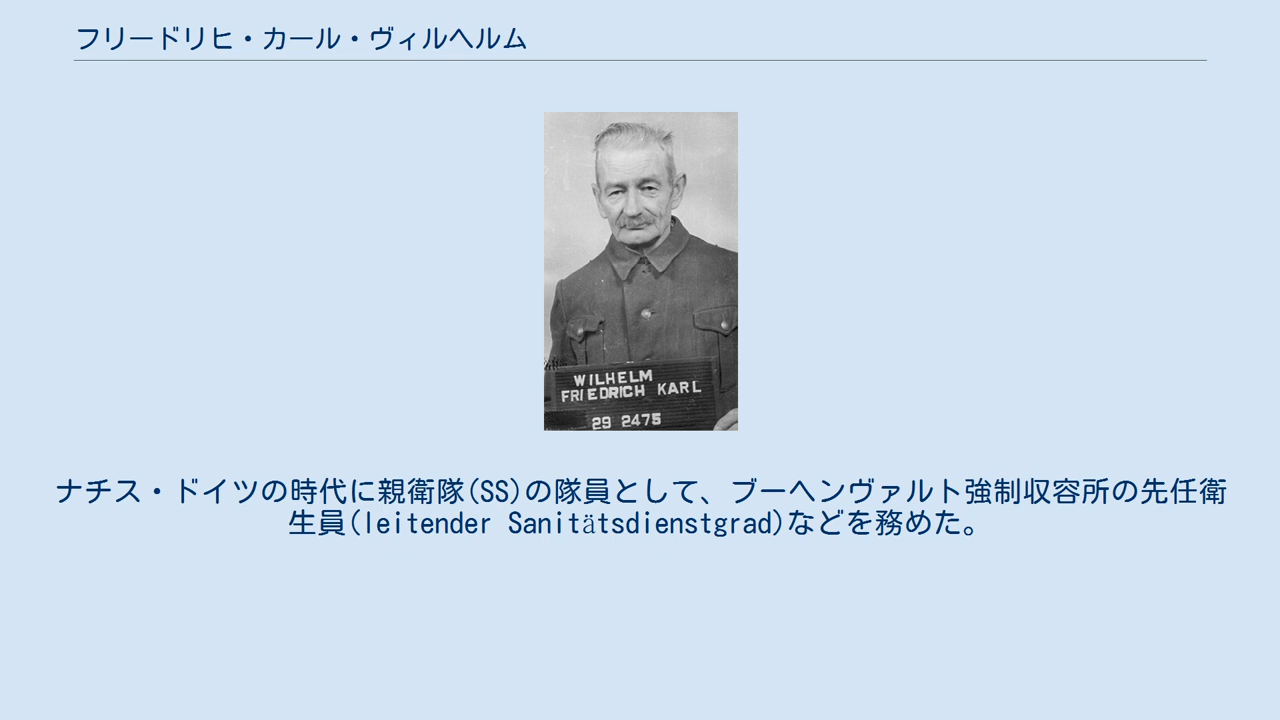 フリードリヒ・カール・ヴィルヘルム
WILHELM
FRIEDRICH KARL
29 2475
ナチス・ドイツの時代に親衛隊(SS)の隊員として、ブーヘンヴァルト強制収容所の先任衛
生員(leitender Sanitätsdienstgrad)などを務めた。